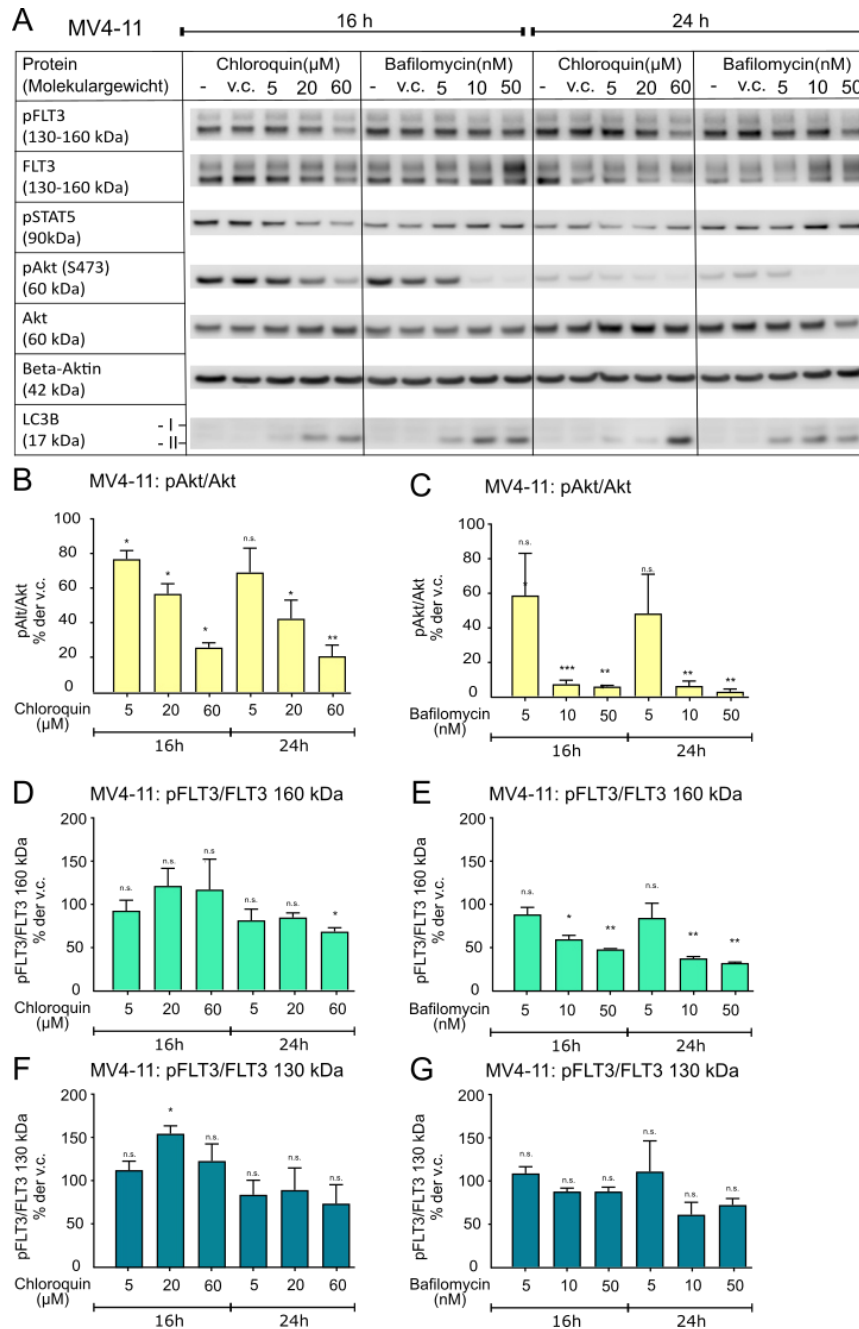 A MV4-11 16 h 24 h
Protein Chloroquin(µM) Bafilomycin(nM) Chloroquin(µM) Bafilomycin(nM)
(Molekulargewicht) - v.c. 5 20 60 - v.c. 5 10 50 - v.c. 5 20 60 - v.c. 5 10 50
pFLT3
(130-160 kDa)
FLT3
(130-160 kDa)
pSTAT5
(90kDa)
pAkt (S473)
(60 kDa)
Akt
(60 kDa)
Beta-Aktin
(42 kDa)
LC3B - I
(17 kDa) - II
B MV4-11: pAkt/Akt
pAlt/Akt
% der v.c.
100
80
60
40
20
0
* * * n.s. * **
Chloroquin 5 20 60 5 20 60
(µM)
16h 24h
C MV4-11: pAkt/Akt
pAkt/Akt
% der v.c.
80
60
40
20
0
n.s. * *** ** n.s. ** **
Bafilomycin 5 10 50 5 10 50
(nM)
16h 24h
D MV4-11: pFLT3/FLT3 160 kDa
pFLT3/FLT3 160 kDa
% der v.c.
200
150
100
50
0
n.s. n.s. n.s. n.s. n.s. *
Chloroquin 5 20 60 5 20 60
(µM)
16h 24h
E MV4-11: pFLT3/FLT3 160 kDa
pFLT3/FLT3 160 kDa
% der v.c.
200
150
100
50
0
n.s. * ** n.s. ** **
Bafilomycin 5 10 50 5 10 50
(nM)
16h 24h
F MV4-11: pFLT3/FLT3 130 kDa
pFLT3/FLT3 130 kDa
% der v.c.
200
150
100
50
0
n.s. * n.s. n.s. n.s. n.s.
Chloroquin 5 20 60 5 20 60
(µM)
16h 24h
G MV4-11: pFLT3/FLT3 130 kDa
pFLT3/FLT3 130 kDa
% der v.c.
200
150
100
50
0
n.s. n.s. n.s. n.s. n.s. n.s.
Bafilomycin 5 10 50 5 10 50
(nM)
16h 24h